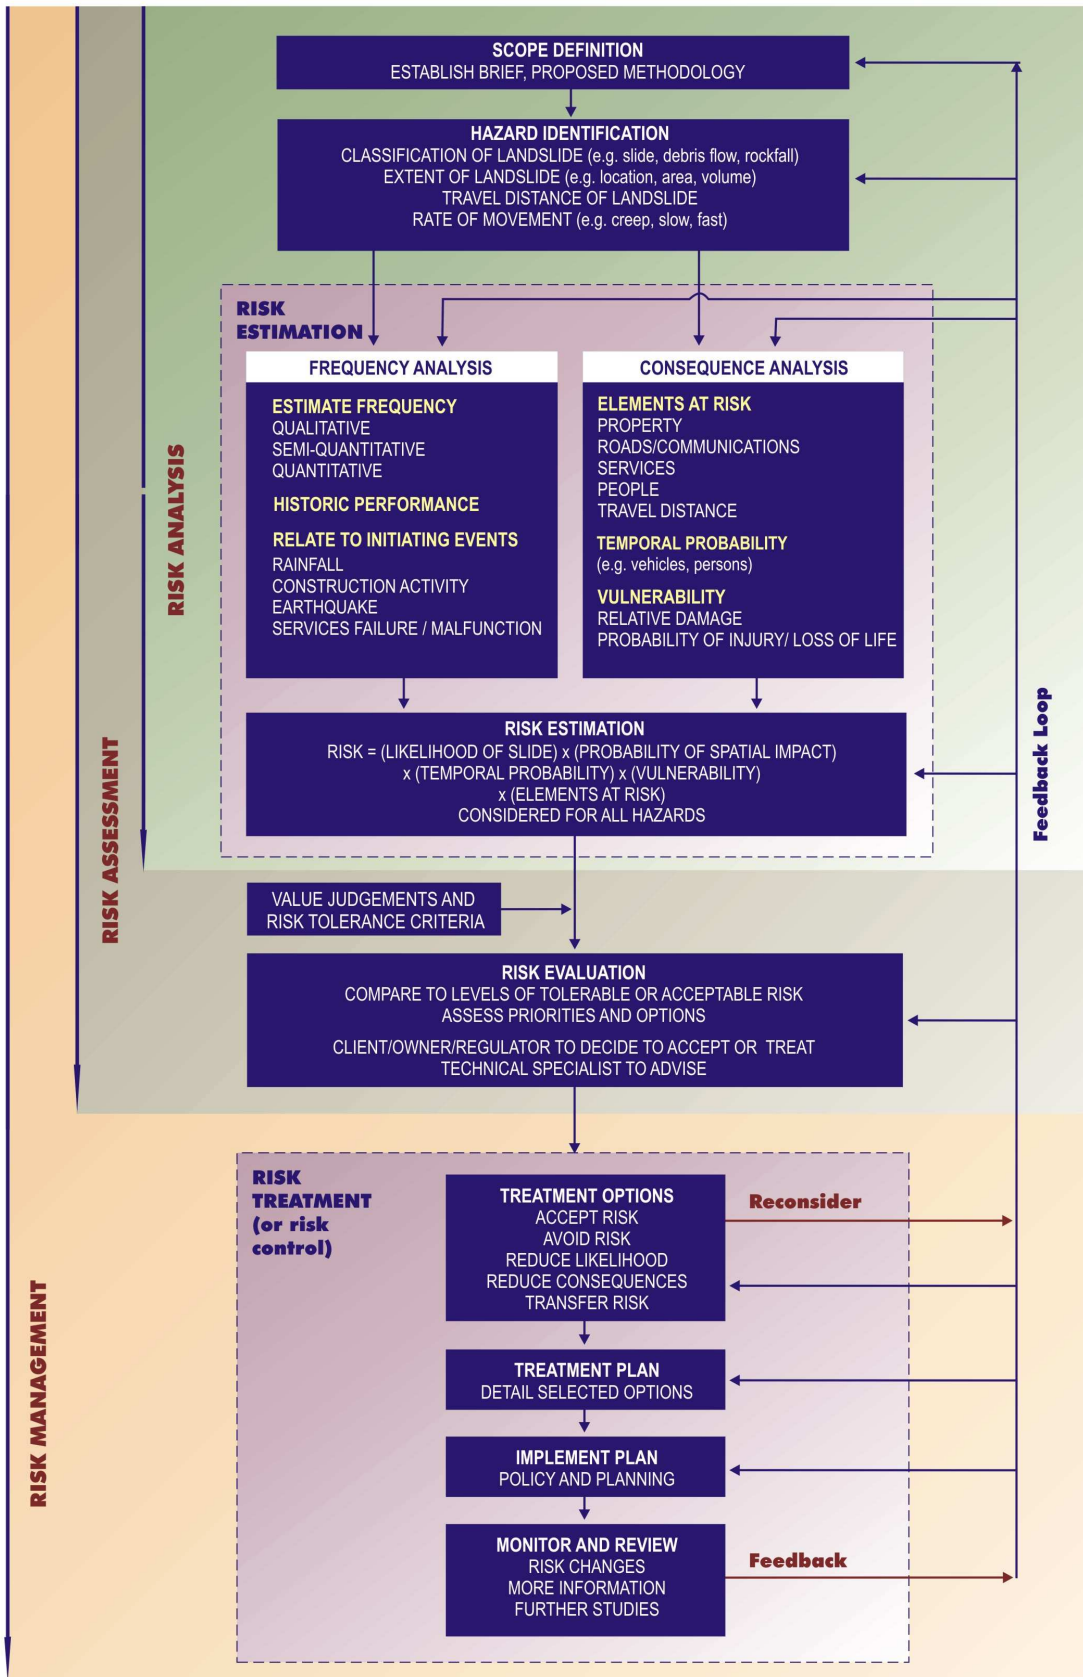 SCOPE DEFINITION
ESTABLISH BRIEF, PROPOSED METHODOLOGY
HAZARD IDENTIFICATION
CLASSIFICATION OF LANDSLIDE (e.g. slide, debris flow, rockfall)
EXTENT OF LANDSLIDE (e.g. location, area, volume)
TRAVEL DISTANCE OF LANDSLIDE
RATE OF MOVEMENT (e.g. creep, slow, fast)
RISK
ESTIMATION
FREQUENCY ANALYSIS
ESTIMATE FREQUENCY
QUALITATIVE
SEMI-QUANTITATIVE
QUANTITATIVE
HISTORIC PERFORMANCE
RELATE TO INITIATING EVENTS
RAINFALL
CONSTRUCTION ACTIVITY
EARTHQUAKE
SERVICES FAILURE / MALFUNCTION
CONSEQUENCE ANALYSIS
ELEMENTS AT RISK
PROPERTY
ROADS/COMMUNICATIONS
SERVICES
PEOPLE
TRAVEL DISTANCE
TEMPORAL PROBABILITY
(e.g. vehicles, persons)
VULNERABILITY
RELATIVE DAMAGE
PROBABILITY OF INJURY/ LOSS OF LIFE
RISK ESTIMATION
RISK = (LIKELIHOOD OF SLIDE) x (PROBABILITY OF SPATIAL IMPACT)
x (TEMPORAL PROBABILITY) x (VULNERABILITY)
x (ELEMENTS AT RISK)
CONSIDERED FOR ALL HAZARDS
VALUE JUDGEMENTS AND
RISK TOLERANCE CRITERIA
RISK EVALUATION
COMPARE TO LEVELS OF TOLERABLE OR ACCEPTABLE RISK
ASSESS PRIORITIES AND OPTIONS
CLIENT/OWNER/REGULATOR TO DECIDE TO ACCEPT OR TREAT
TECHNICAL SPECIALIST TO ADVISE
RISK
TREATMENT
(or risk
control)
TREATMENT OPTIONS
ACCEPT RISK
AVOID RISK
REDUCE LIKELIHOOD
REDUCE CONSEQUENCES
TRANSFER RISK
Reconsider
TREATMENT PLAN
DETAIL SELECTED OPTIONS
IMPLEMENT PLAN
POLICY AND PLANNING
MONITOR AND REVIEW
RISK CHANGES
MORE INFORMATION
FURTHER STUDIES
Feedback
Feedback Loop
RISK ANALYSIS
RISK ASSESSMENT
RISK MANAGEMENT